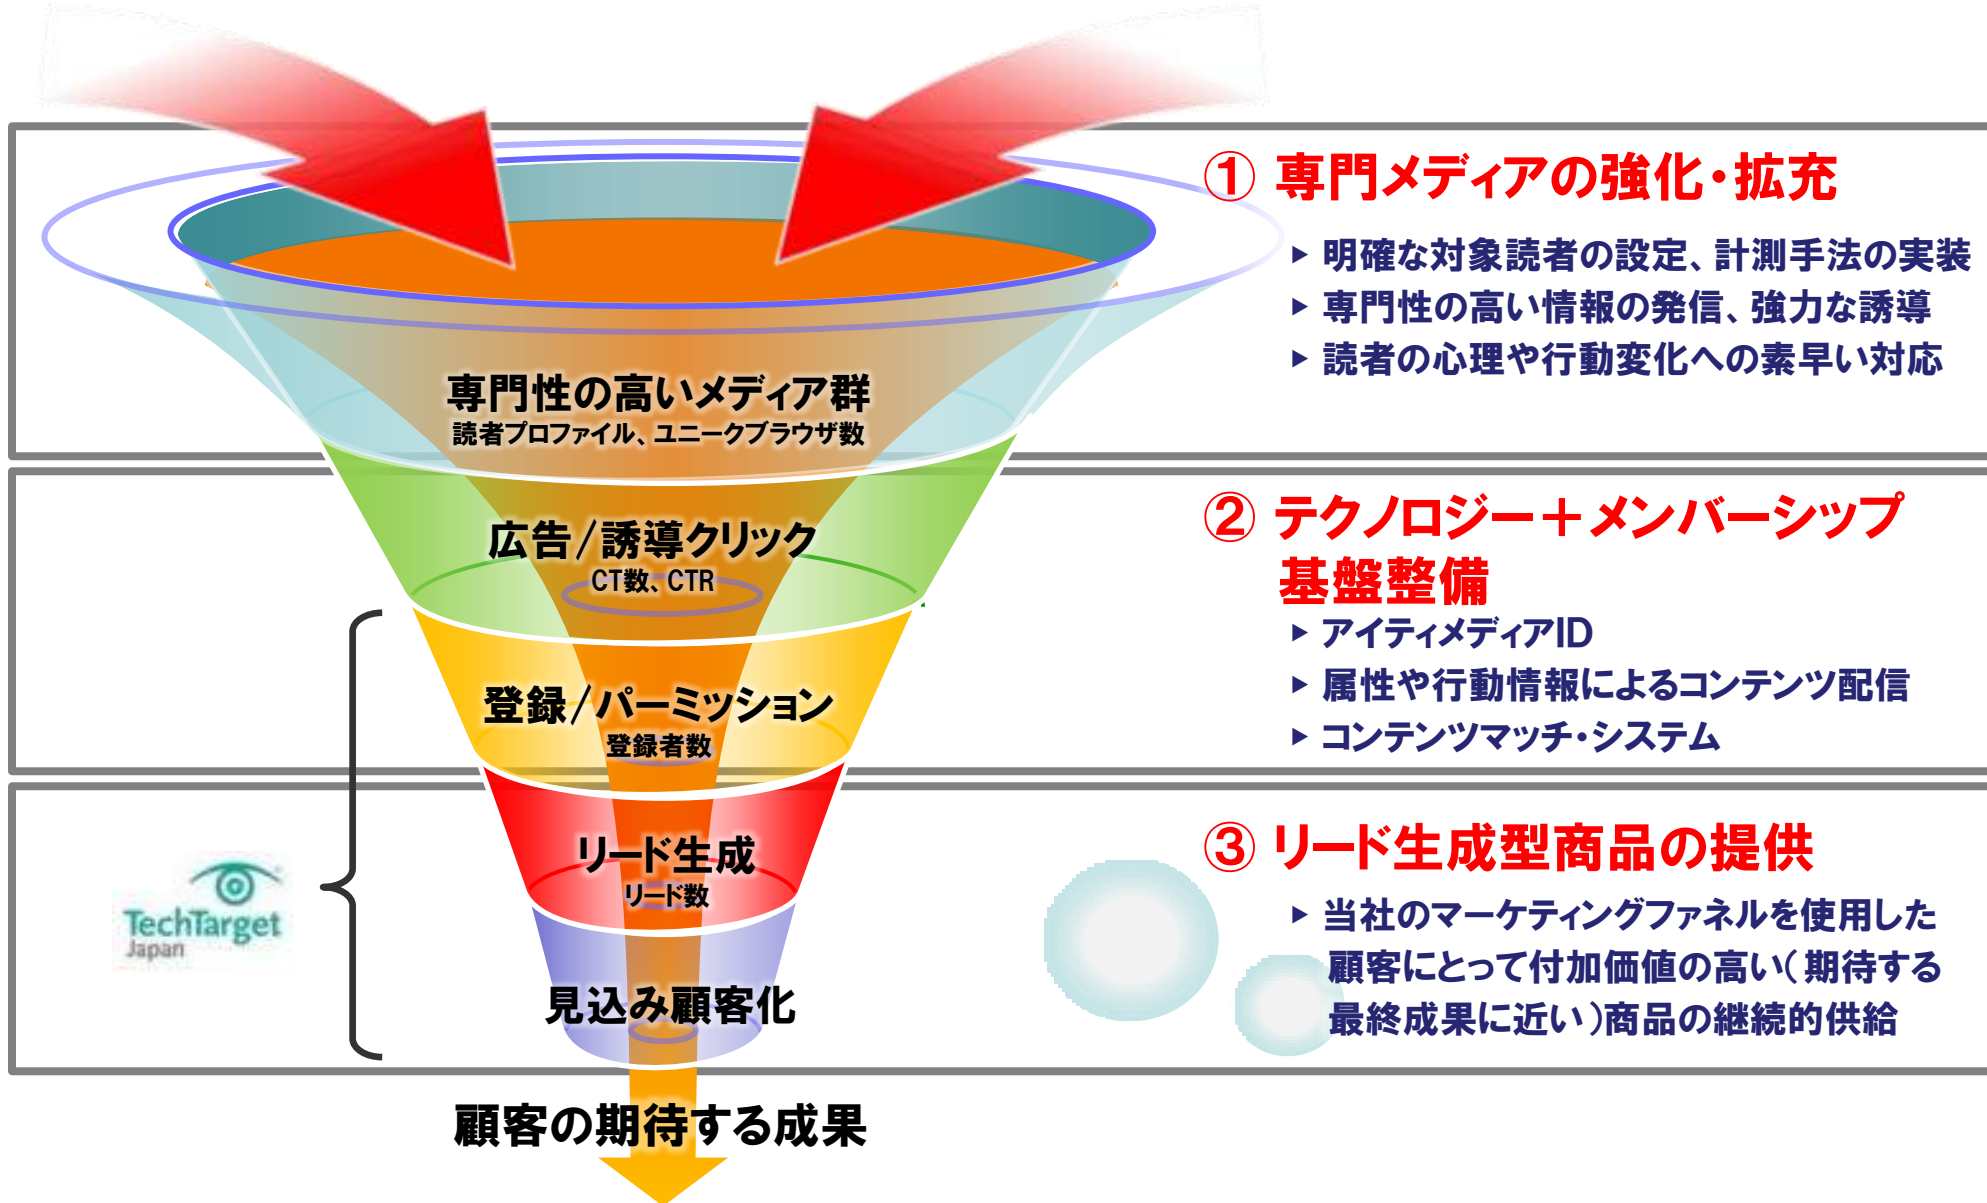 ① 専門メディアの強化・拡充
▶ 明確な対象読者の設定、計測手法の実装
▶ 専門性の高い情報の発信、強力な誘導
▶ 読者の心理や行動変化への素早い対応
専門性の高いメディア群
読者プロファイル、ユニークブラウザ数
② テクノロジー＋メンバーシップ
基盤整備
▶ アイティメディアID
▶ 属性や行動情報によるコンテンツ配信
▶ コンテンツマッチ・システム
広告/誘導クリック
CT数、CTR
登録/パーミッション
登録者数
③ リード生成型商品の提供
▶ 当社のマーケティングファネルを使用した
顧客にとって付加価値の高い（期待する
最終成果に近い）商品の継続的供給
リード生成
リード数
見込み顧客化
TechTarget
Japan
顧客の期待する成果